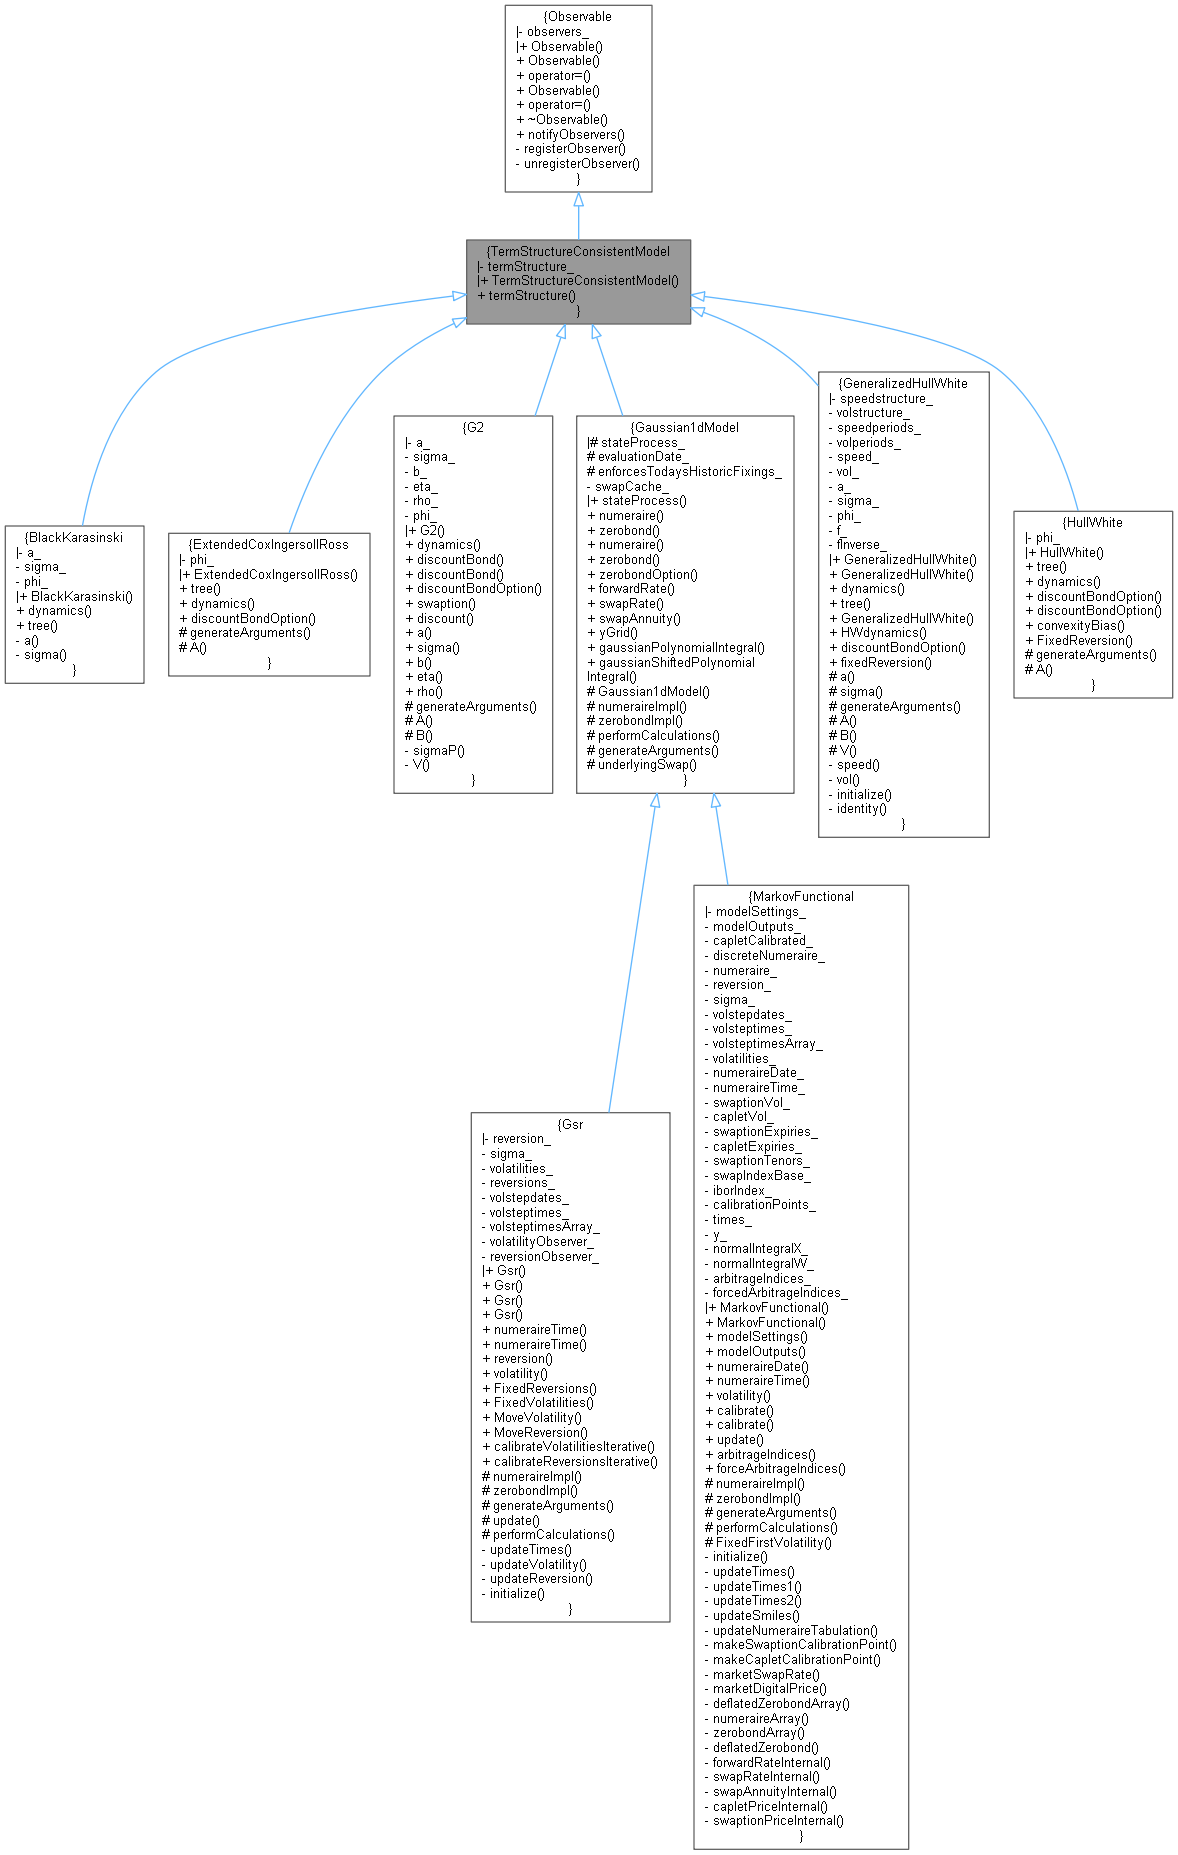 {Observable
|- observers_
|+ Observable()
+ Observable()
+ operator=()
+ Observable()
+ operator=()
+ ~Observable()
+ notifyObservers()
- registerObserver()
- unregisterObserver()
}
{TermStructureConsistentModel
|- termStructure_
|+ TermStructureConsistentModel()
+ termStructure()
}
{BlackKarasinski
|- a_
- sigma_
- phi_
|+ BlackKarasinski()
+ dynamics()
+ tree()
- a()
- sigma()
}
{ExtendedCoxIngersollRoss
|- phi_
|+ ExtendedCoxIngersollRoss()
+ tree()
+ dynamics()
+ discountBondOption()
# generateArguments()
# A()
}
{G2
|- a_
- sigma_
- b_
- eta_
- rho_
- phi_
|+ G2()
+ dynamics()
+ discountBond()
+ discountBond()
+ discountBondOption()
+ swaption()
+ discount()
+ a()
+ sigma()
+ b()
+ eta()
+ rho()
# generateArguments()
# A()
# B()
- sigmaP()
- V()
}
{Gaussian1dModel
|# stateProcess_
# evaluationDate_
# enforcesTodaysHistoricFixings_
- swapCache_
|+ stateProcess()
+ numeraire()
+ zerobond()
+ numeraire()
+ zerobond()
+ zerobondOption()
+ forwardRate()
+ swapRate()
+ swapAnnuity()
+ yGrid()
+ gaussianPolynomialIntegral()
+ gaussianShiftedPolynomial
Integral()
# Gaussian1dModel()
# numeraireImpl()
# zerobondImpl()
# performCalculations()
# generateArguments()
# underlyingSwap()
}
{GeneralizedHullWhite
|- speedstructure_
- volstructure_
- speedperiods_
- volperiods_
- speed_
- vol_
- a_
- sigma_
- phi_
- f_
- fInverse_
|+ GeneralizedHullWhite()
+ GeneralizedHullWhite()
+ dynamics()
+ tree()
+ GeneralizedHullWhite()
+ HWdynamics()
+ discountBondOption()
+ fixedReversion()
# a()
# sigma()
# generateArguments()
# A()
# B()
# V()
- speed()
- vol()
- initialize()
- identity()
}
{HullWhite
|- phi_
|+ HullWhite()
+ tree()
+ dynamics()
+ discountBondOption()
+ discountBondOption()
+ convexityBias()
+ FixedReversion()
# generateArguments()
# A()
}
{Gsr
|- reversion_
- sigma_
- volatilities_
- reversions_
- volstepdates_
- volsteptimes_
- volsteptimesArray_
- volatilityObserver_
- reversionObserver_
|+ Gsr()
+ Gsr()
+ Gsr()
+ Gsr()
+ numeraireTime()
+ numeraireTime()
+ reversion()
+ volatility()
+ FixedReversions()
+ FixedVolatilities()
+ MoveVolatility()
+ MoveReversion()
+ calibrateVolatilitiesIterative()
+ calibrateReversionsIterative()
# numeraireImpl()
# zerobondImpl()
# generateArguments()
# update()
# performCalculations()
- updateTimes()
- updateVolatility()
- updateReversion()
- initialize()
}
{MarkovFunctional
|- modelSettings_
- modelOutputs_
- capletCalibrated_
- discreteNumeraire_
- numeraire_
- reversion_
- sigma_
- volstepdates_
- volsteptimes_
- volsteptimesArray_
- volatilities_
- numeraireDate_
- numeraireTime_
- swaptionVol_
- capletVol_
- swaptionExpiries_
- capletExpiries_
- swaptionTenors_
- swapIndexBase_
- iborIndex_
- calibrationPoints_
- times_
- y_
- normalIntegralX_
- normalIntegralW_
- arbitrageIndices_
- forcedArbitrageIndices_
|+ MarkovFunctional()
+ MarkovFunctional()
+ modelSettings()
+ modelOutputs()
+ numeraireDate()
+ numeraireTime()
+ volatility()
+ calibrate()
+ calibrate()
+ update()
+ arbitrageIndices()
+ forceArbitrageIndices()
# numeraireImpl()
# zerobondImpl()
# generateArguments()
# performCalculations()
# FixedFirstVolatility()
- initialize()
- updateTimes()
- updateTimes1()
- updateTimes2()
- updateSmiles()
- updateNumeraireTabulation()
- makeSwaptionCalibrationPoint()
- makeCapletCalibrationPoint()
- marketSwapRate()
- marketDigitalPrice()
- deflatedZerobondArray()
- numeraireArray()
- zerobondArray()
- deflatedZerobond()
- forwardRateInternal()
- swapRateInternal()
- swapAnnuityInternal()
- capletPriceInternal()
- swaptionPriceInternal()
}